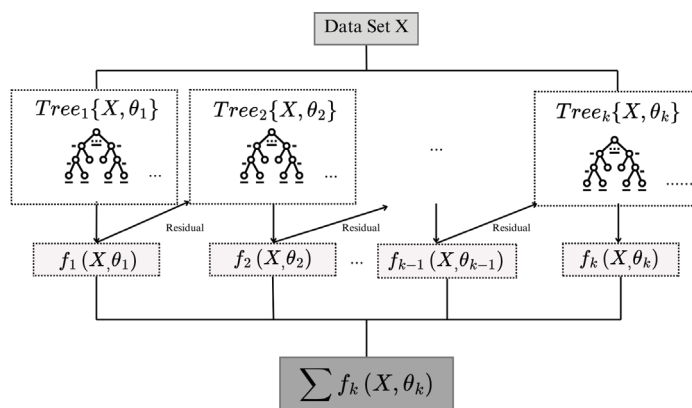 Data Set X
Tree₁{X,θ₁}
Tree₂{X,θ₂}
Treeₖ{X,θₖ}
...
...
...
......
Residual
Residual
Residual
f₁(X,θ₁)
f₂(X,θ₂)
...
fₖ₋₁(X,θₖ₋₁)
fₖ(X,θₖ)
∑fₖ(X,θₖ)